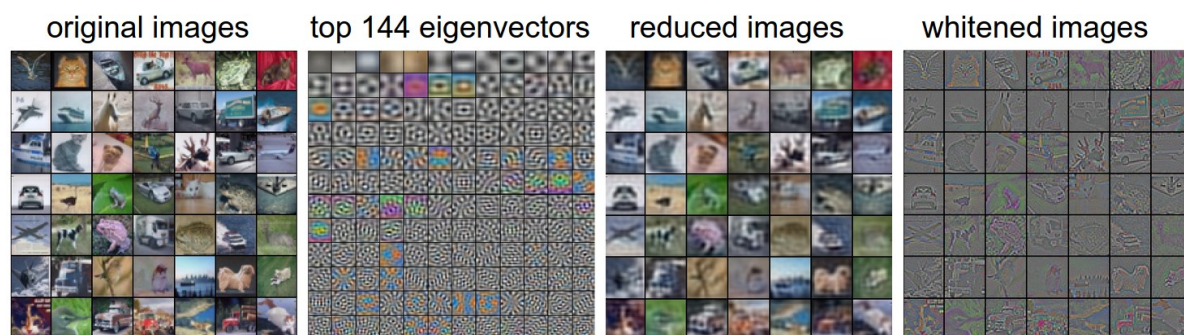 original images
top 144 eigenvectors
reduced images
whitened images